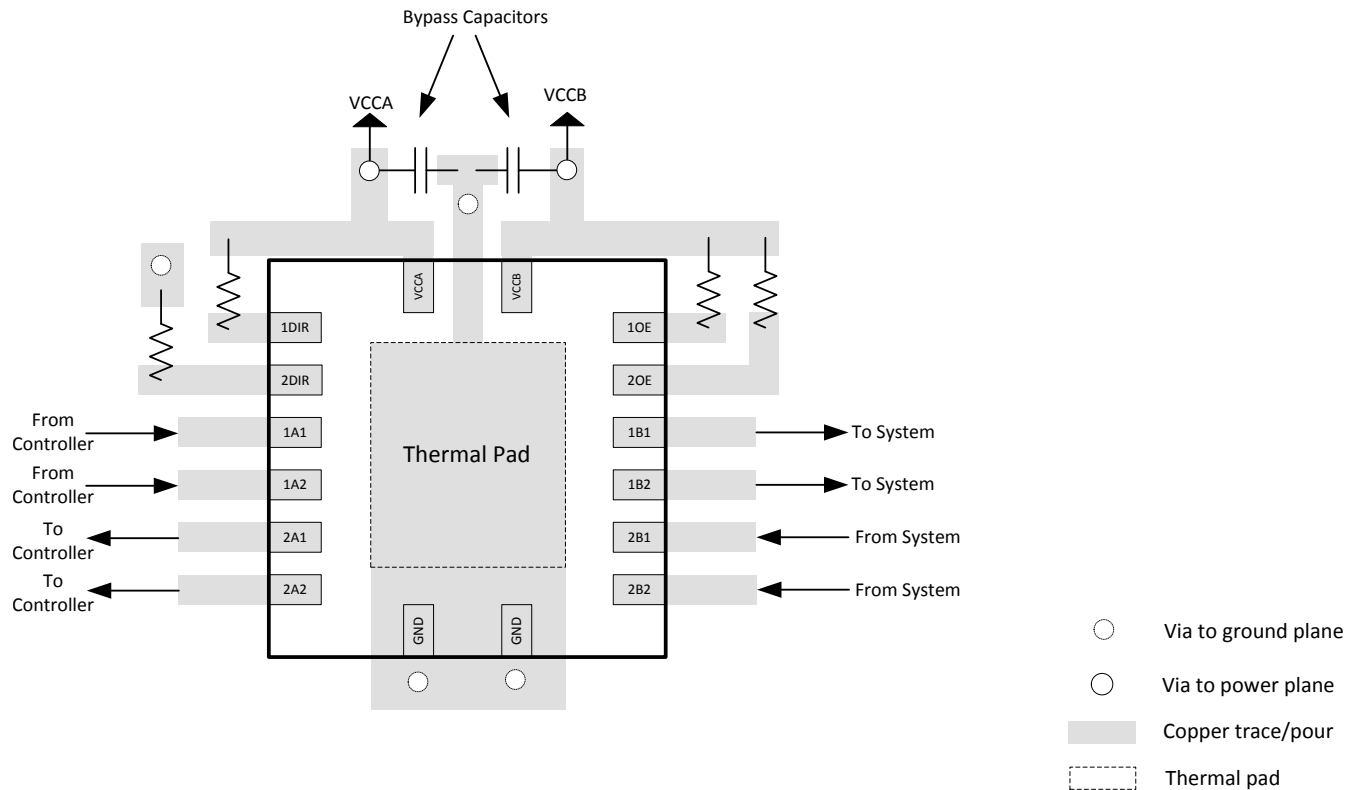 Bypass Capacitors
VCCA
VCCB
VCCA
VCCB
1DIR
1OE
2DIR
2OE
From
Controller
1A1
Thermal Pad
1B1
To System
From
Controller
1A2
1B2
To System
To
Controller
2A1
2B1
From System
To
Controller
2A2
2B2
From System
GND
GND
Via to ground plane
Via to power plane
Copper trace/pour
Thermal pad